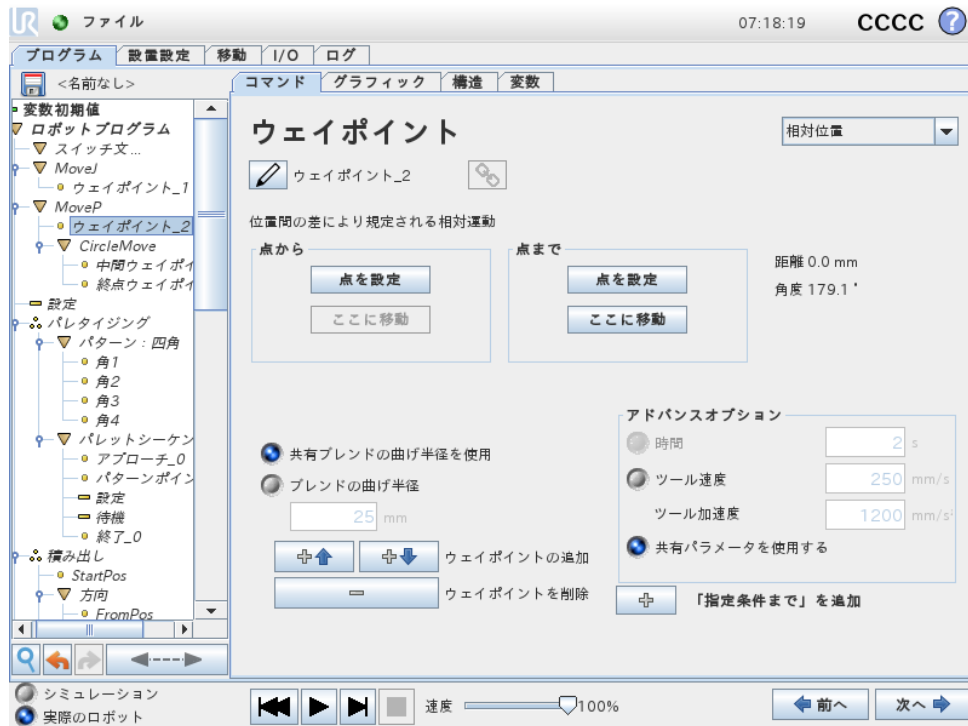 UR ファイル 07:18:19 CCCC ?
プログラム 設置設定 移動 I/O ログ
<名前なし>
変数初期値
ロボットプログラム
スイッチ文...
MoveJ
ウェイポイント_1
MoveP
ウェイポイント_2
CircleMove
中間ウェイポイ
終点ウェイポイ
設定
パレタイジング
パターン：四角
角1
角2
角3
角4
パレットシーケン
アプローチ_0
パターンポイン
設定
待機
終了_0
積み出し
StartPos
方向
FromPos
コマンド グラフィック 構造 変数
ウェイポイント
相対位置
ウェイポイント_2
位置間の差により規定される相対運動
点から
点を設定
ここに移動
点まで
点を設定
ここに移動
距離 0.0 mm
角度 179.1 °
共有ブレンドの曲げ半径を使用
ブレンドの曲げ半径
25 mm
ウェイポイントの追加
ウェイポイントを削除
アドバンスオプション
時間 2 s
ツール速度 250 mm/s
ツール加速度 1200 mm/s²
共有パラメータを使用する
「指定条件まで」を追加
シミュレーション
実際のロボット
速度 100%
前へ 次へ